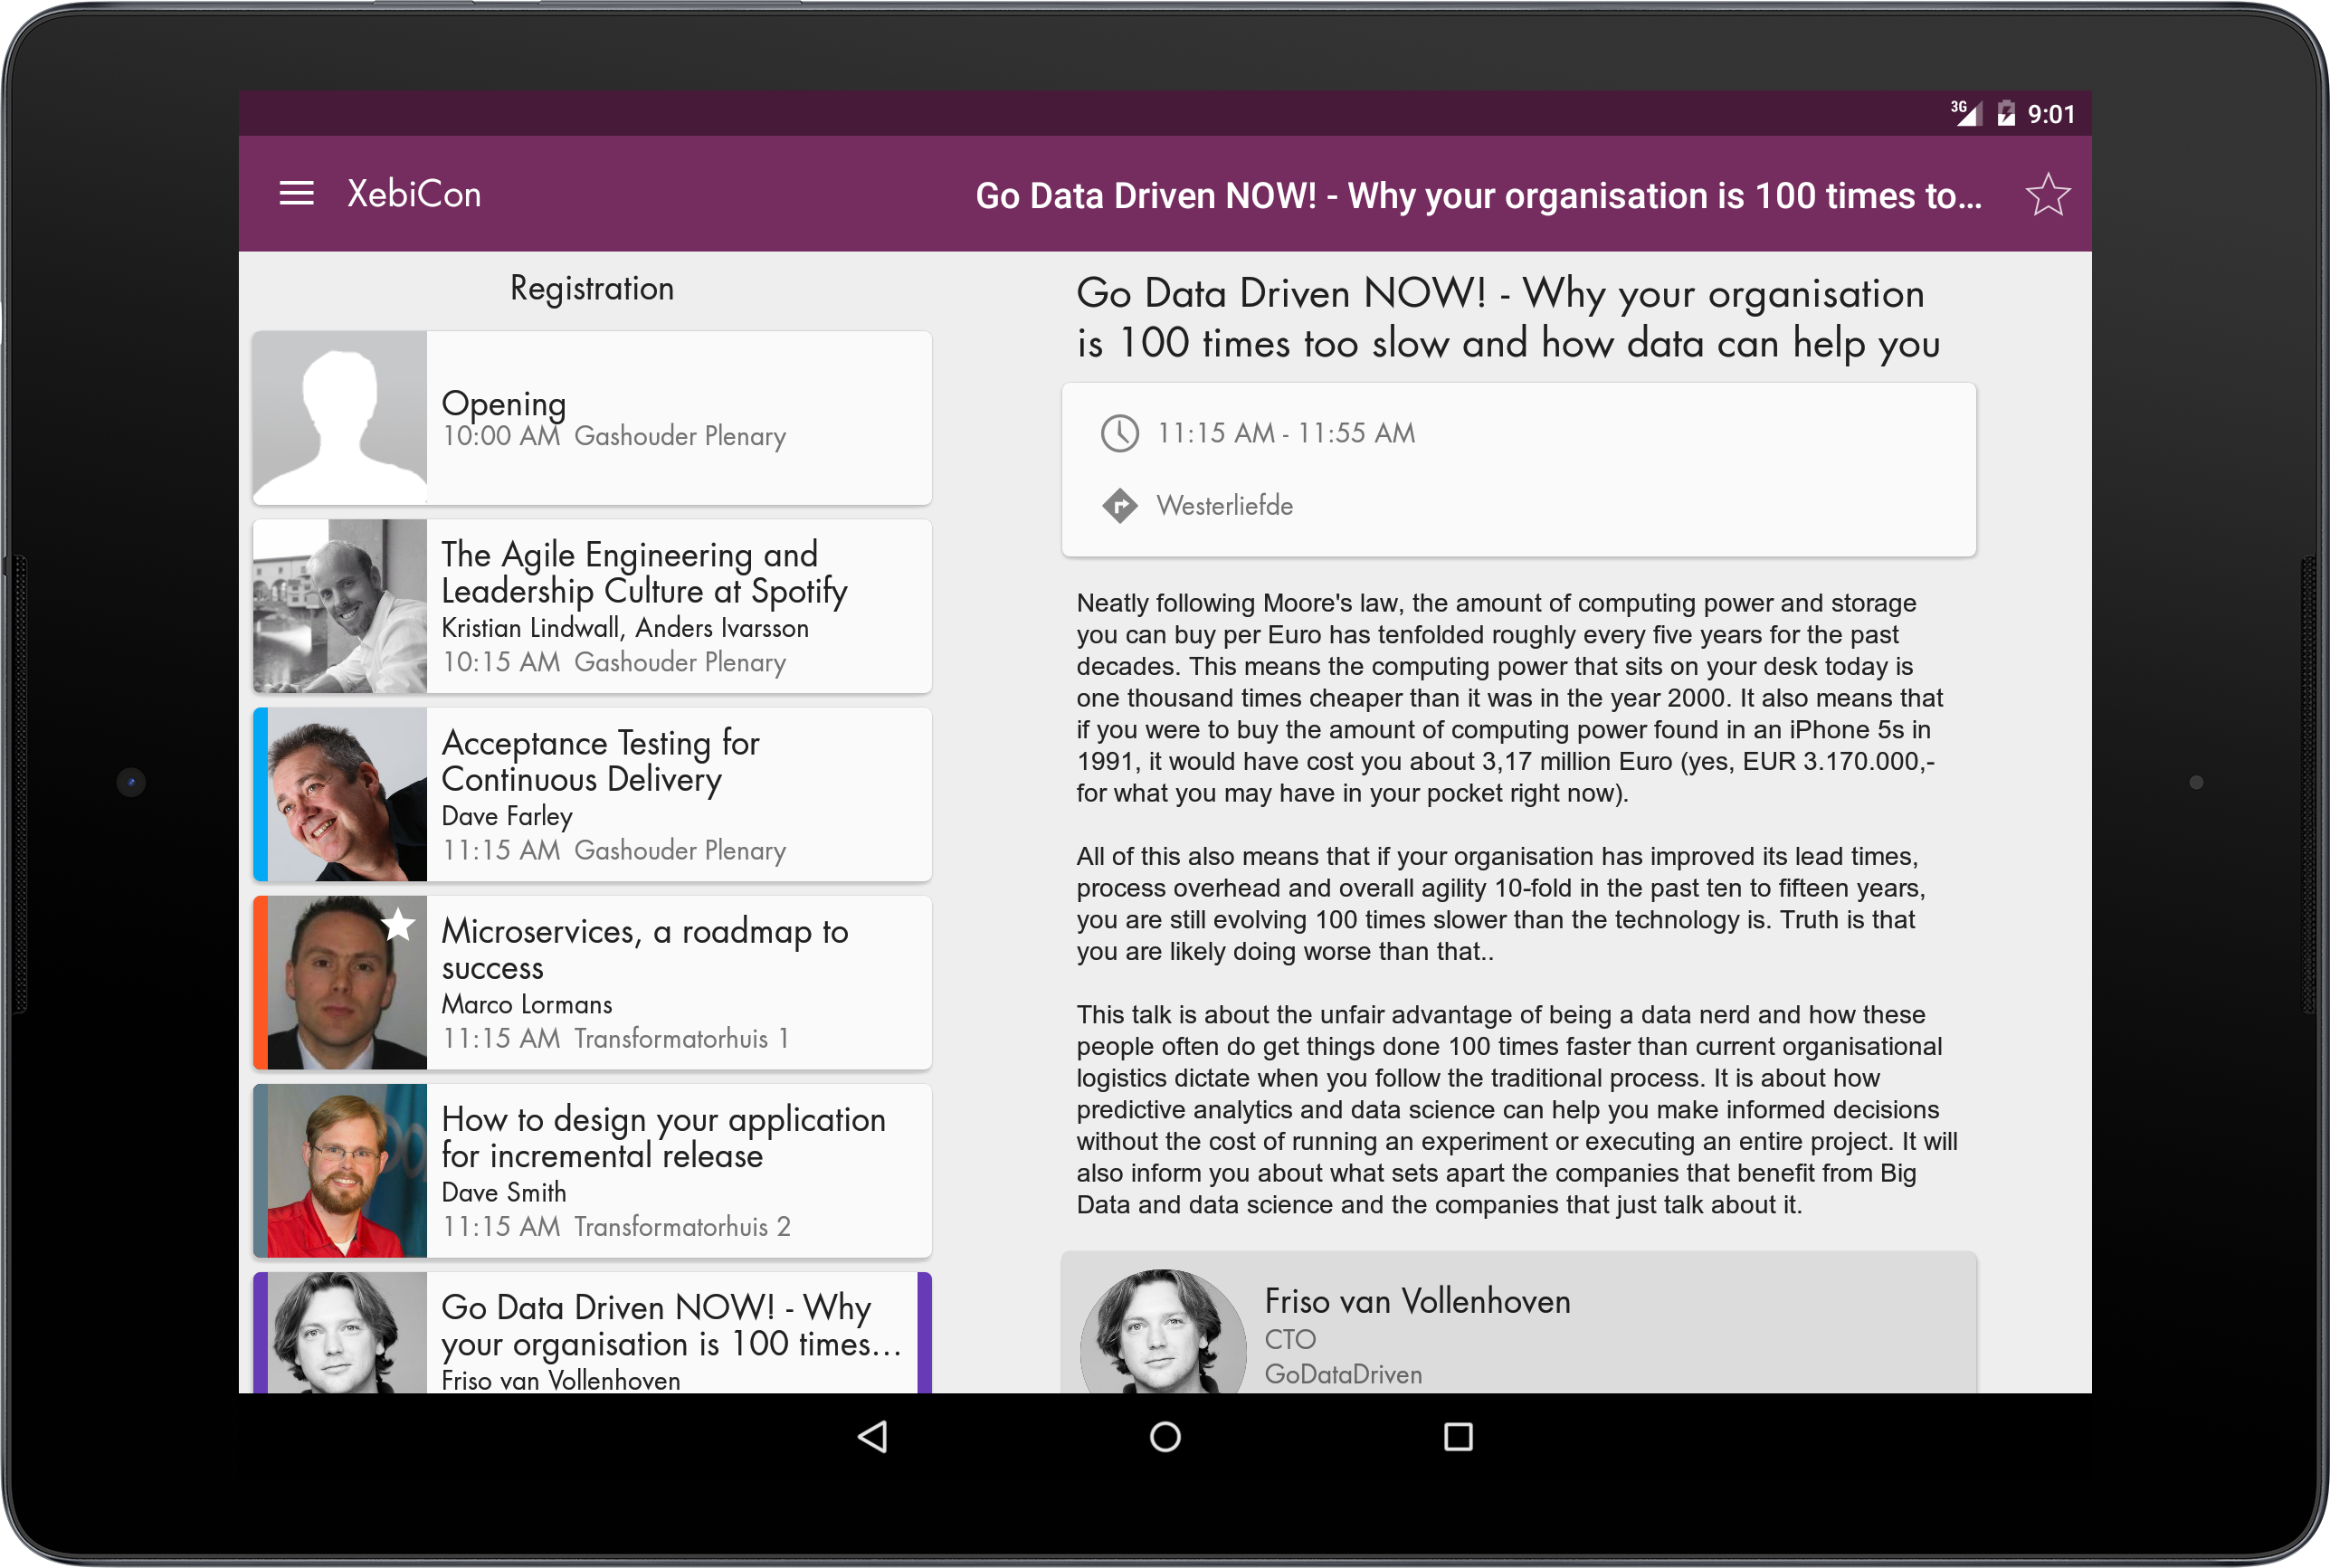 3G 9:01
XebiCon
Go Data Driven NOW! - Why your organisation is 100 times to...
Registration
Opening
10:00 AM Gashouder Plenary
The Agile Engineering and
Leadership Culture at Spotify
Kristian Lindwall, Anders Ivarsson
10:15 AM Gashouder Plenary
Acceptance Testing for
Continuous Delivery
Dave Farley
11:15 AM Gashouder Plenary
Microservices, a roadmap to
success
Marco Lormans
11:15 AM Transformatorhuis 1
How to design your application
for incremental release
Dave Smith
11:15 AM Transformatorhuis 2
Go Data Driven NOW! - Why
your organisation is 100 times...
Friso van Vollenhoven
Go Data Driven NOW! - Why your organisation
is 100 times too slow and how data can help you
11:15 AM - 11:55 AM
Westerliefde
Neatly following Moore's law, the amount of computing power and storage
you can buy per Euro has tenfolded roughly every five years for the past
decades. This means the computing power that sits on your desk today is
one thousand times cheaper than it was in the year 2000. It also means that
if you were to buy the amount of computing power found in an iPhone 5s in
1991, it would have cost you about 3,17 million Euro (yes, EUR 3.170.000,-
for what you may have in your pocket right now).
All of this also means that if your organisation has improved its lead times,
process overhead and overall agility 10-fold in the past ten to fifteen years,
you are still evolving 100 times slower than the technology is. Truth is that
you are likely doing worse than that..
This talk is about the unfair advantage of being a data nerd and how these
people often do get things done 100 times faster than current organisational
logistics dictate when you follow the traditional process. It is about how
predictive analytics and data science can help you make informed decisions
without the cost of running an experiment or executing an entire project. It will
also inform you about what sets apart the companies that benefit from Big
Data and data science and the companies that just talk about it.
Friso van Vollenhoven
CTO
GoDataDriven